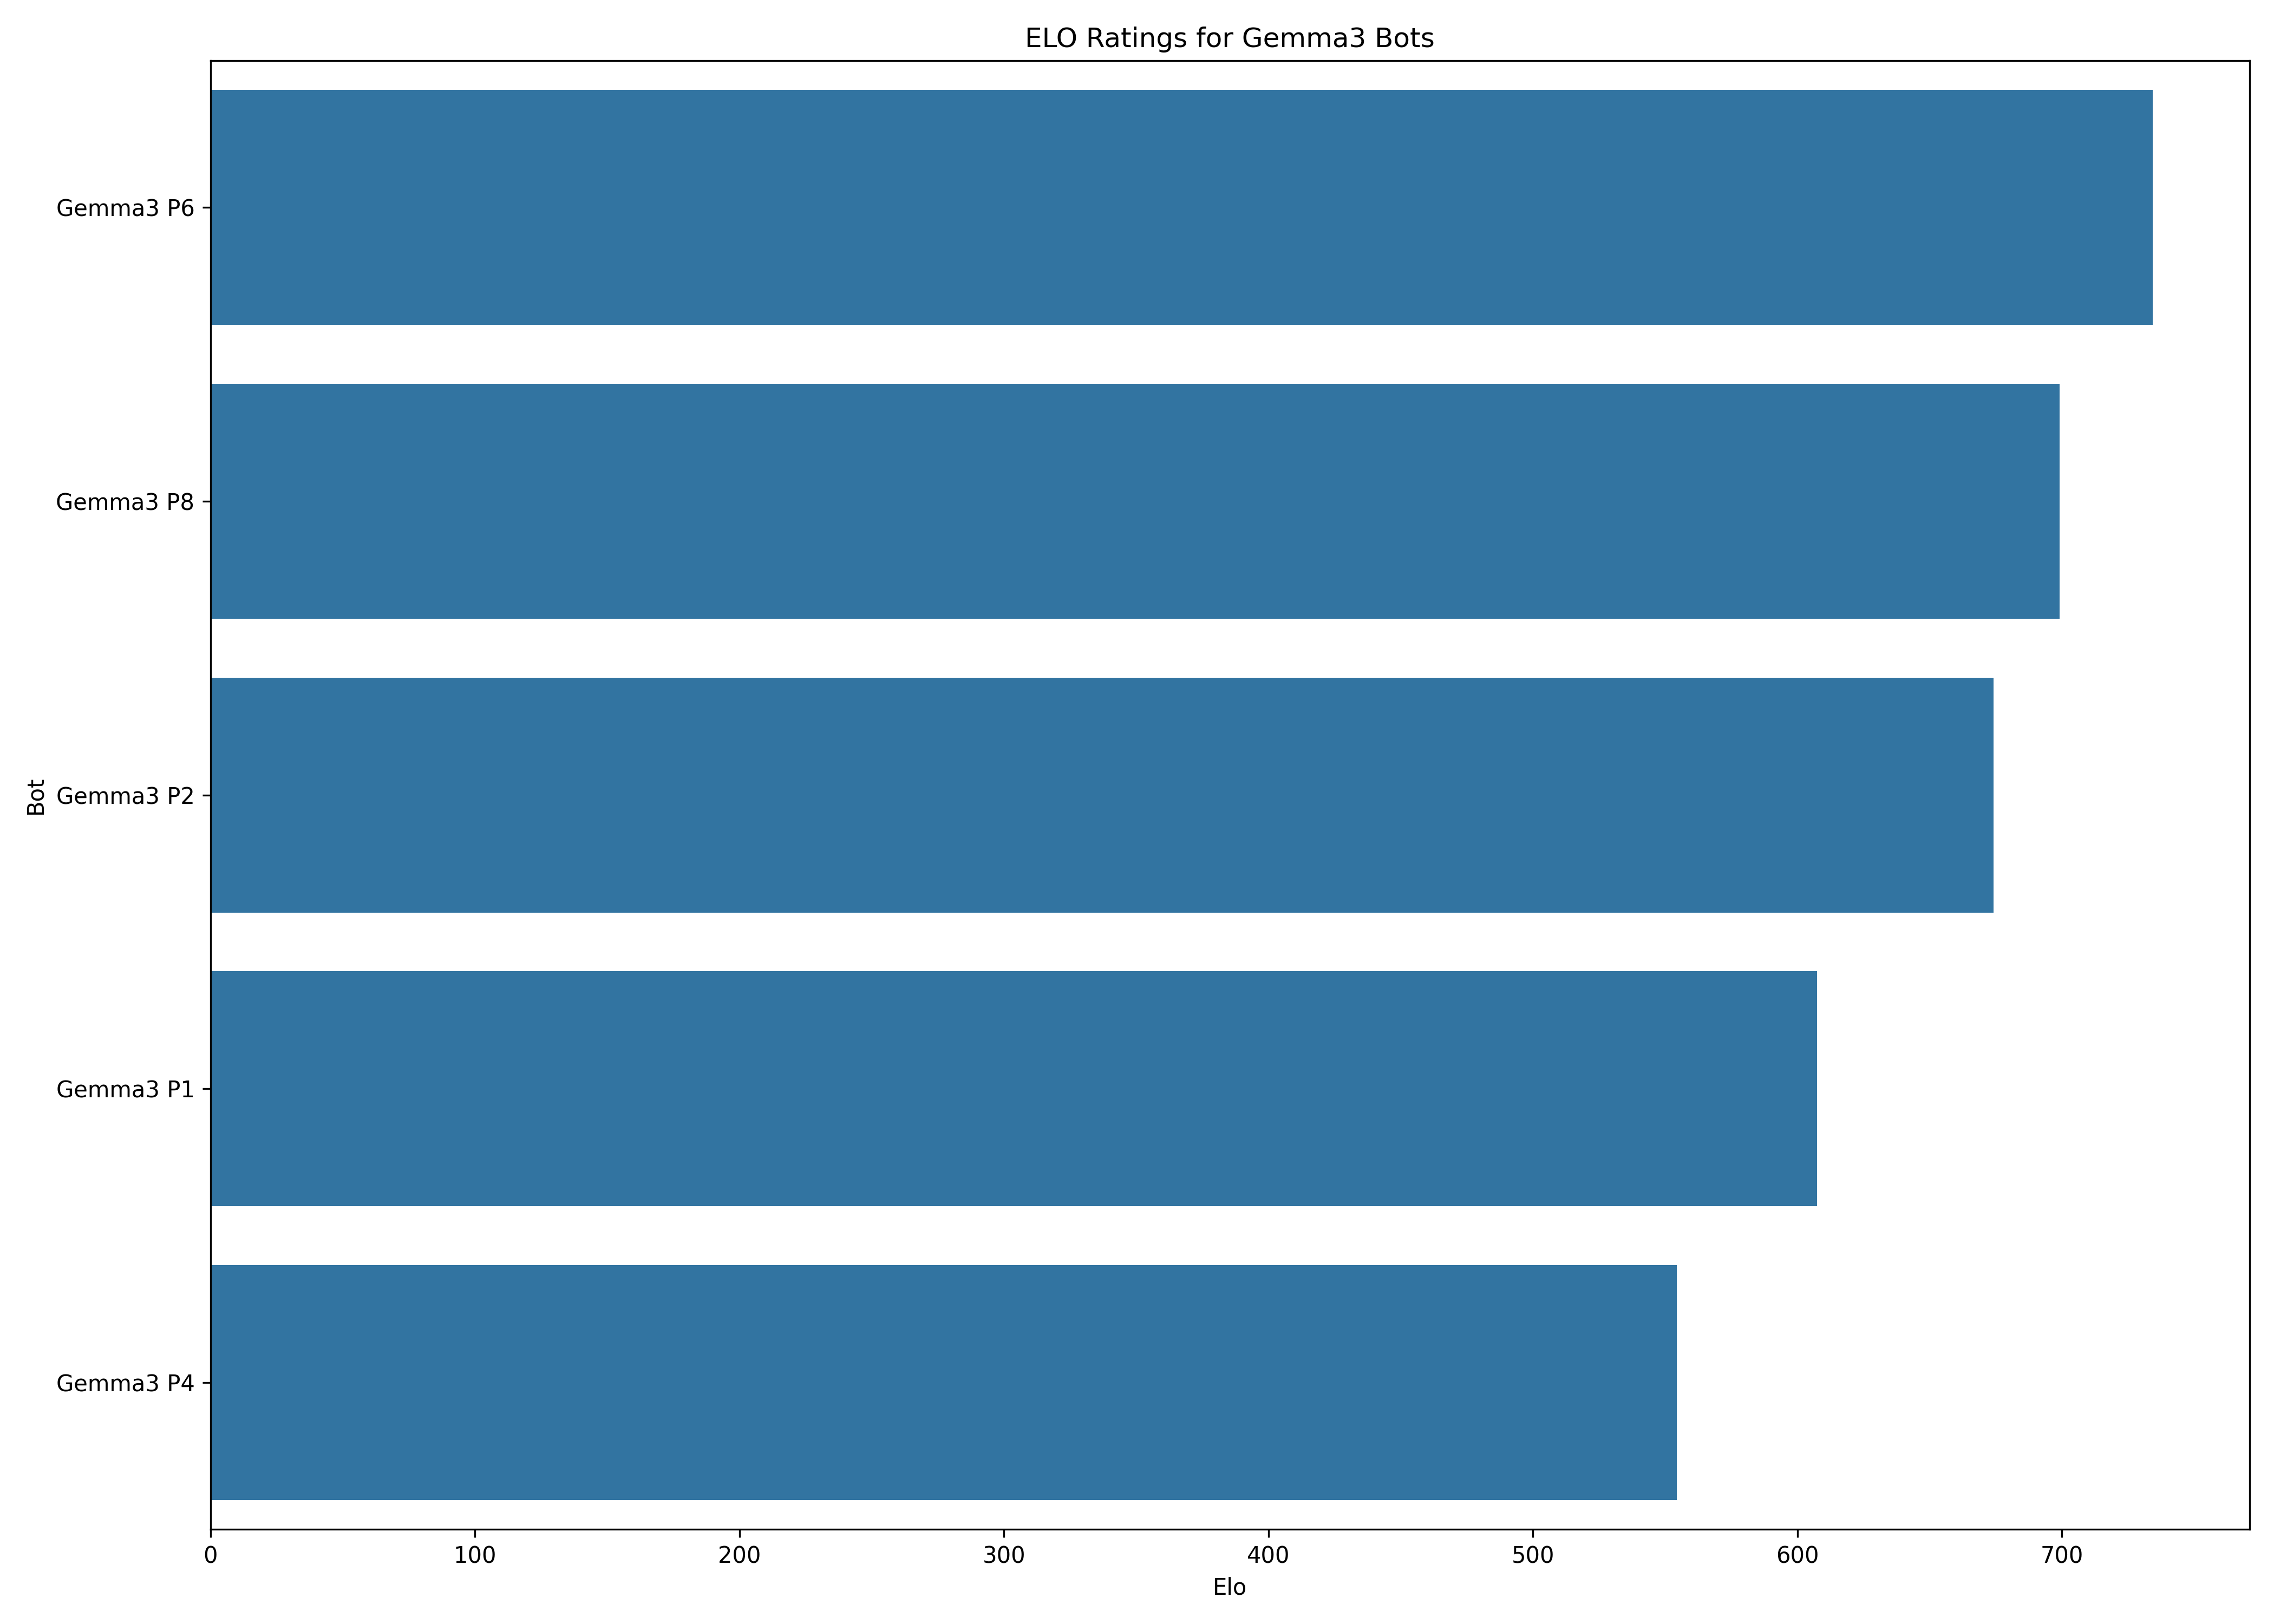 ELO Ratings for Gemma3 Bots
Gemma3 P6
Gemma3 P8
Gemma3 P2
Gemma3 P1
Gemma3 P4
Bot
0 100 200 300 400 500 600 700
Elo